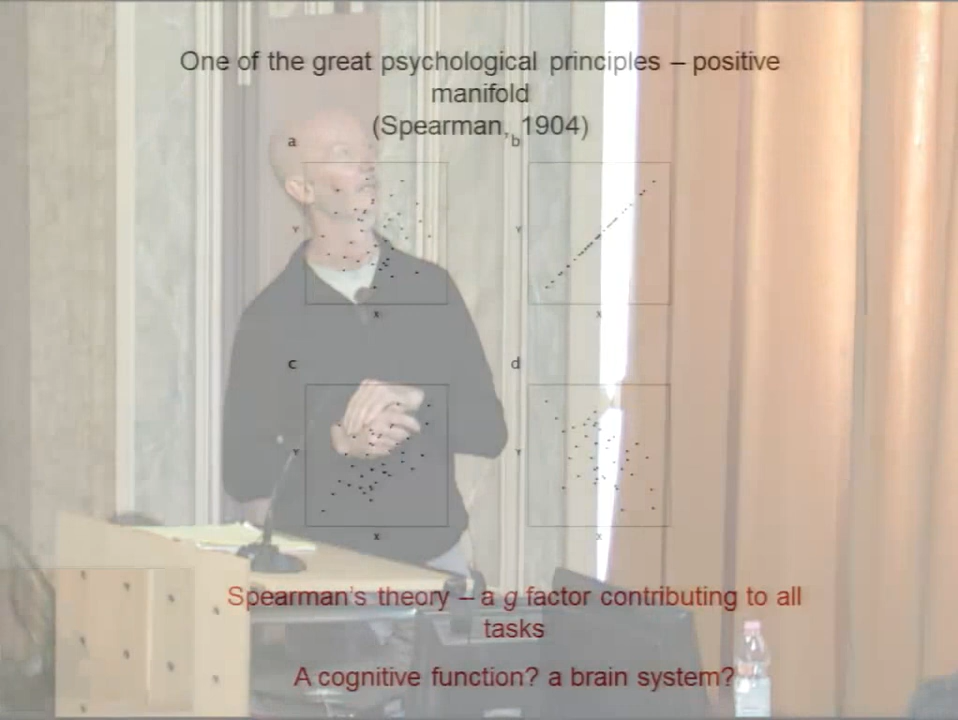 One of the great psychological principles – positive
manifold
(Spearman, 1904)
a b
Y Y
X X
c d
Y Y
X X
Spearman's theory – a g factor contributing to all
tasks
A cognitive function? a brain system?